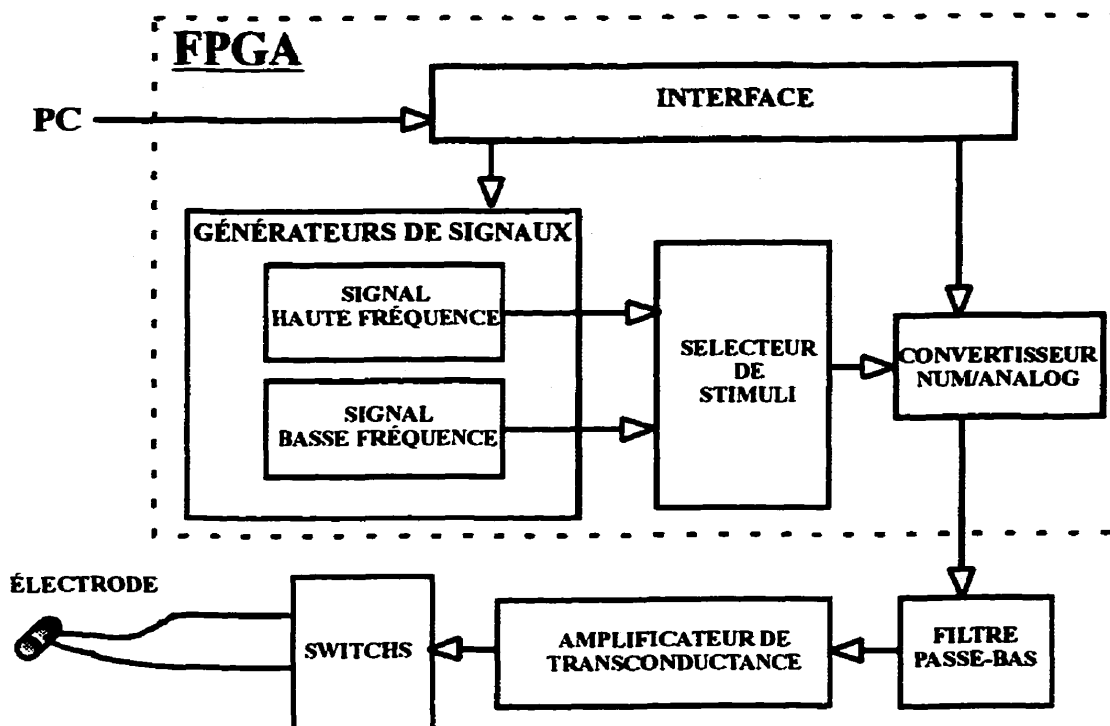 FPGA
PC
INTERFACE
GÉNÉRATEURS DE SIGNAUX
SIGNAL
HAUTE FRÉQUENCE
SIGNAL
BASSE FRÉQUENCE
SELECTEUR
DE
STIMULI
CONVERTISSEUR
NUM/ANALOG
ÉLECTRODE
SWITCHS
AMPLIFICATEUR DE
TRANSCONDUCTANCE
FILTRE
PASSE-BAS